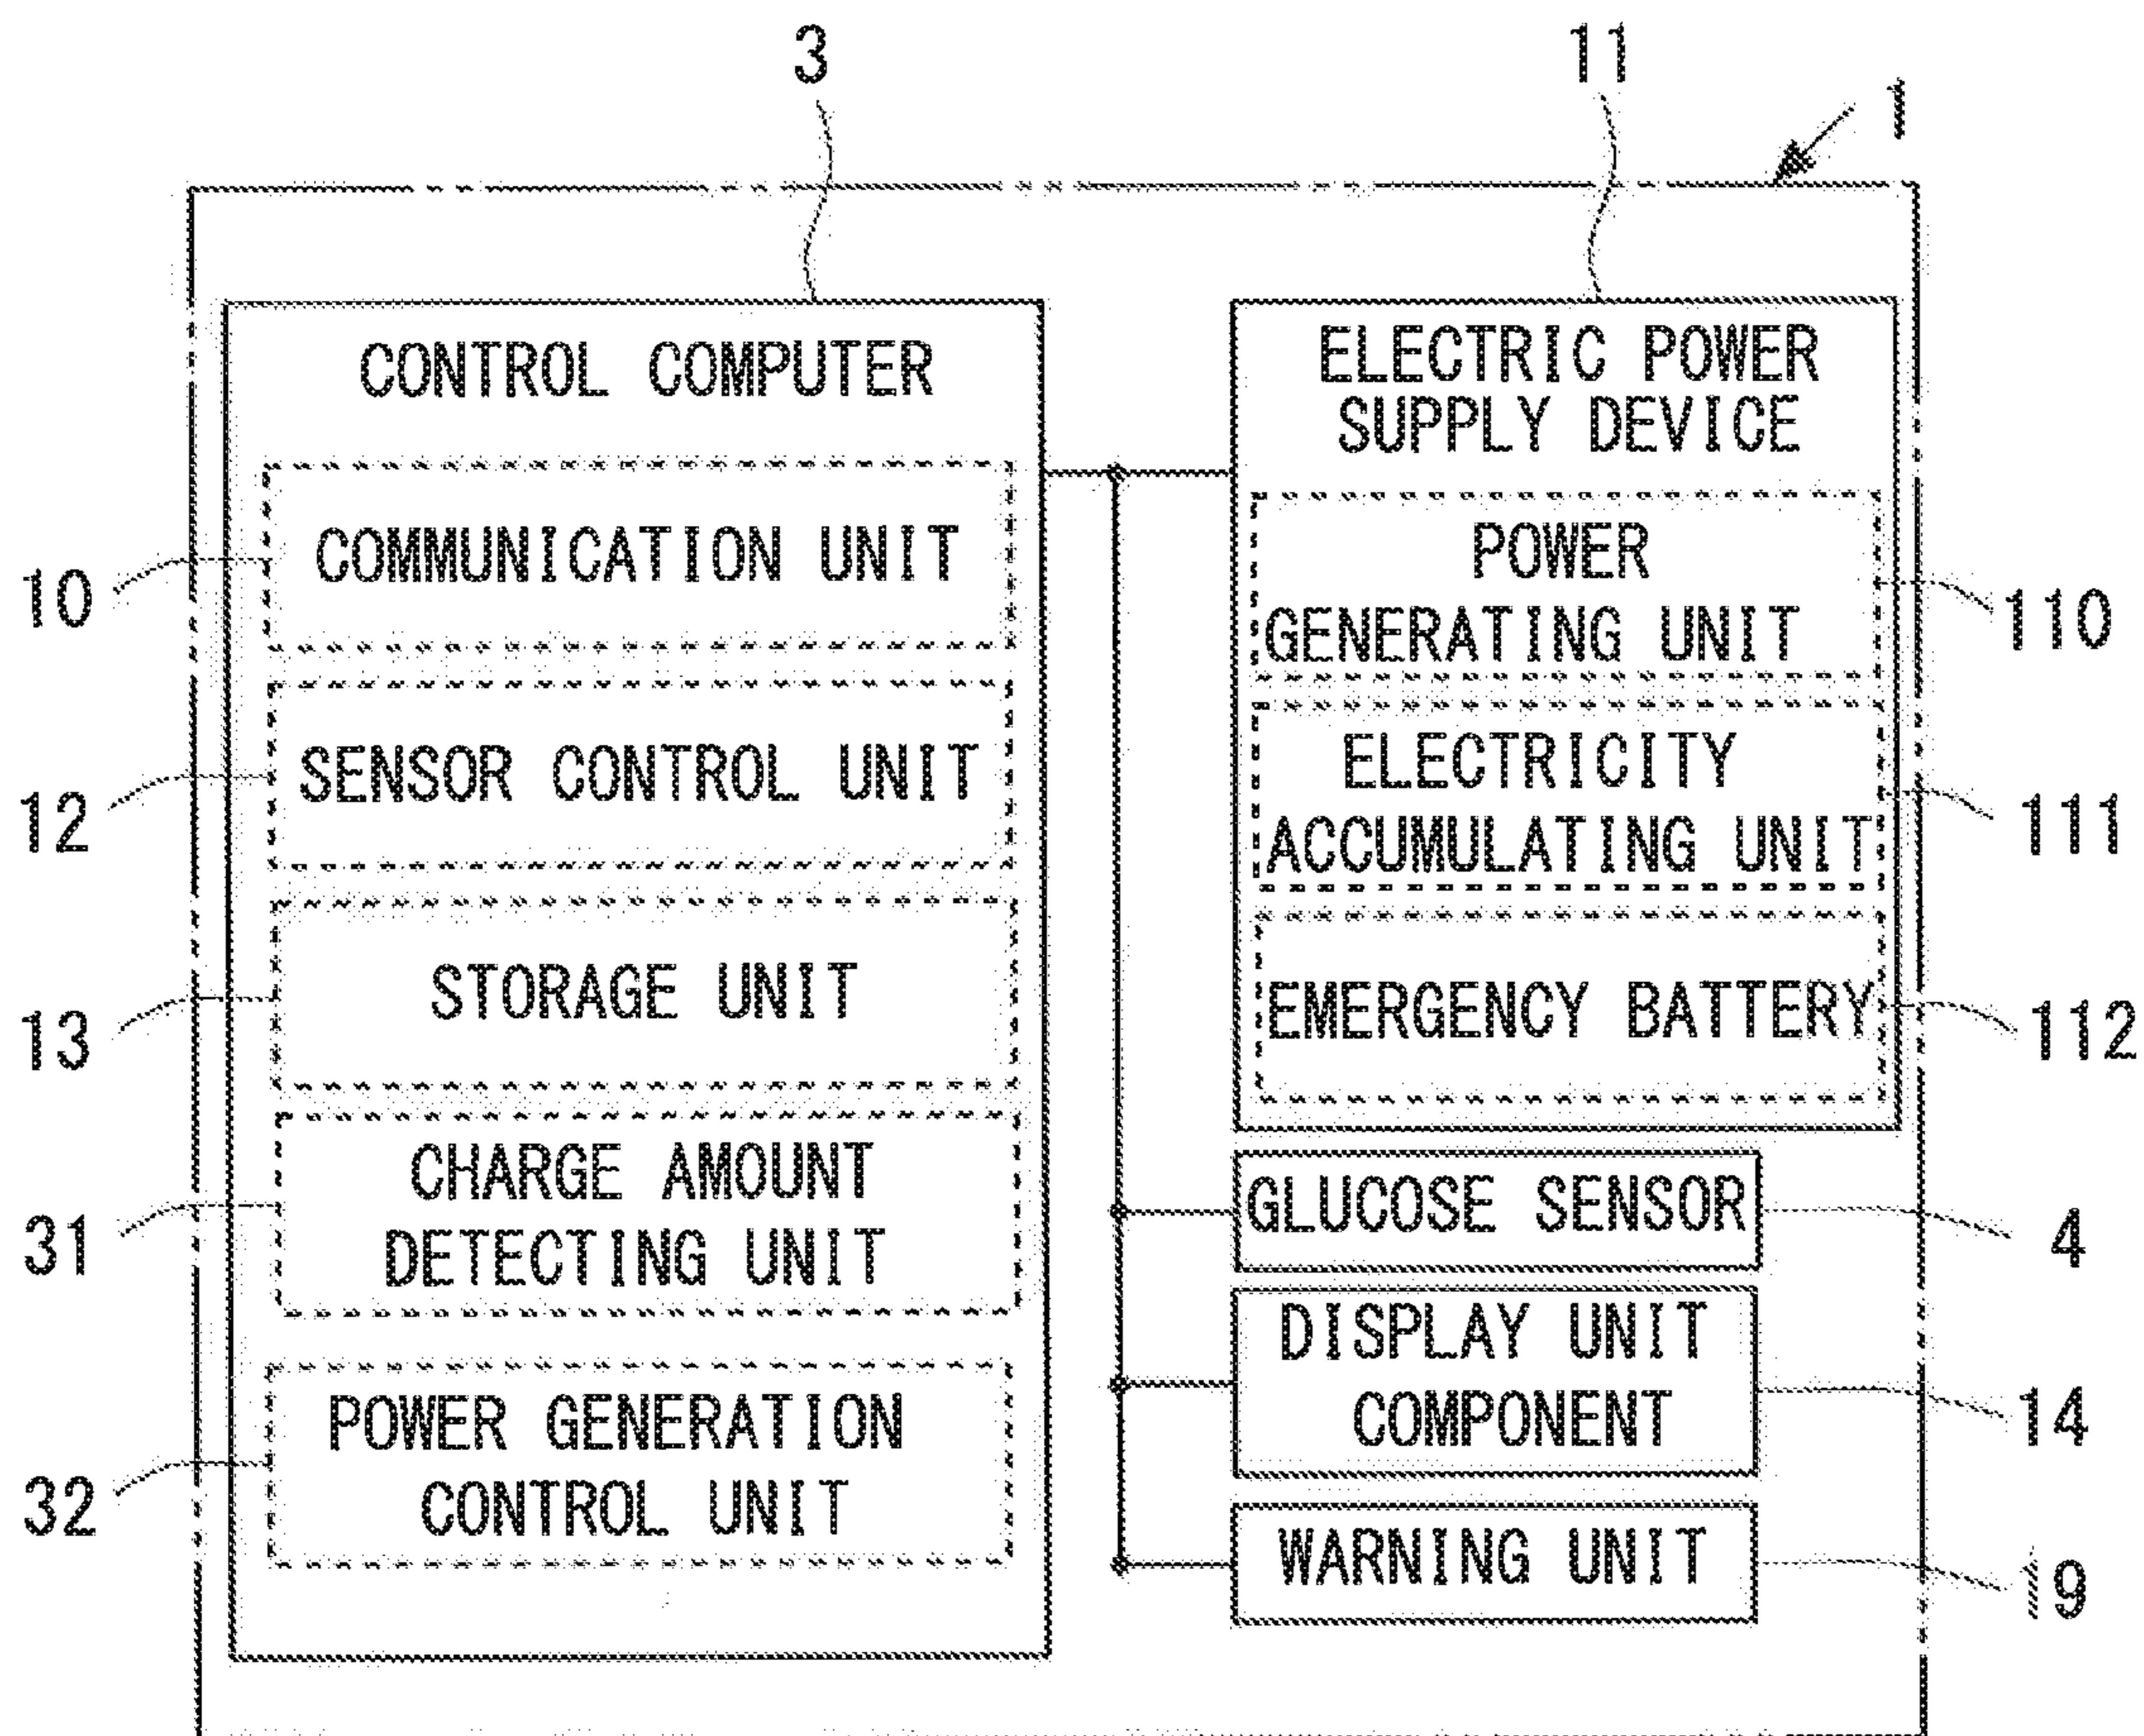 3
11
1
CONTROL COMPUTER
COMMUNICATION UNIT
10
SENSOR CONTROL UNIT
12
STORAGE UNIT
13
CHARGE AMOUNT
DETECTING UNIT
31
POWER GENERATION
CONTROL UNIT
32
ELECTRIC POWER
SUPPLY DEVICE
POWER
GENERATING UNIT
110
ELECTRICITY
ACCUMULATING UNIT
111
EMERGENCY BATTERY
112
GLUCOSE SENSOR
4
DISPLAY UNIT
COMPONENT
14
WARNING UNIT
19